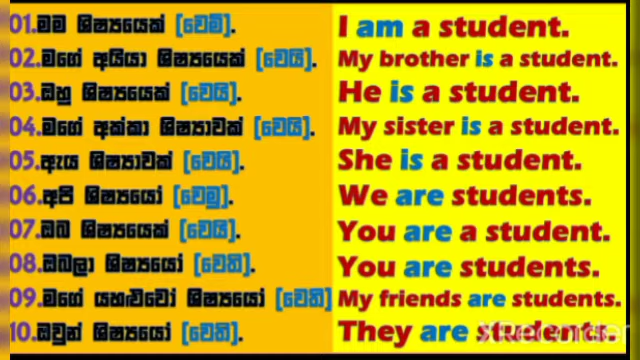 01.මම ශිෂ්‍යයෙක් [වෙමි]. I am a student.
02.මගේ අයියා ශිෂ්‍යයෙක් [වෙයි]. My brother is a student.
03.ඔහු ශිෂ්‍යයෙක් [වෙයි]. He is a student.
04.මගේ අක්කා ශිෂ්‍යාවක් [වෙයි]. My sister is a student.
05.ඇය ශිෂ්‍යාවක් [වෙයි]. She is a student.
06.අපි ශිෂ්‍යයෝ [වෙමු]. We are students.
07.ඔබ ශිෂ්‍යයෙක් [වෙයි]. You are a student.
08.ඔබලා ශිෂ්‍යයෝ [වෙති]. You are students.
09.මගේ යහළුවෝ ශිෂ්‍යයෝ [වෙති] My friends are students.
10.ඔවුන් ශිෂ්‍යයෝ [වෙති]. They are students.
XRecorder